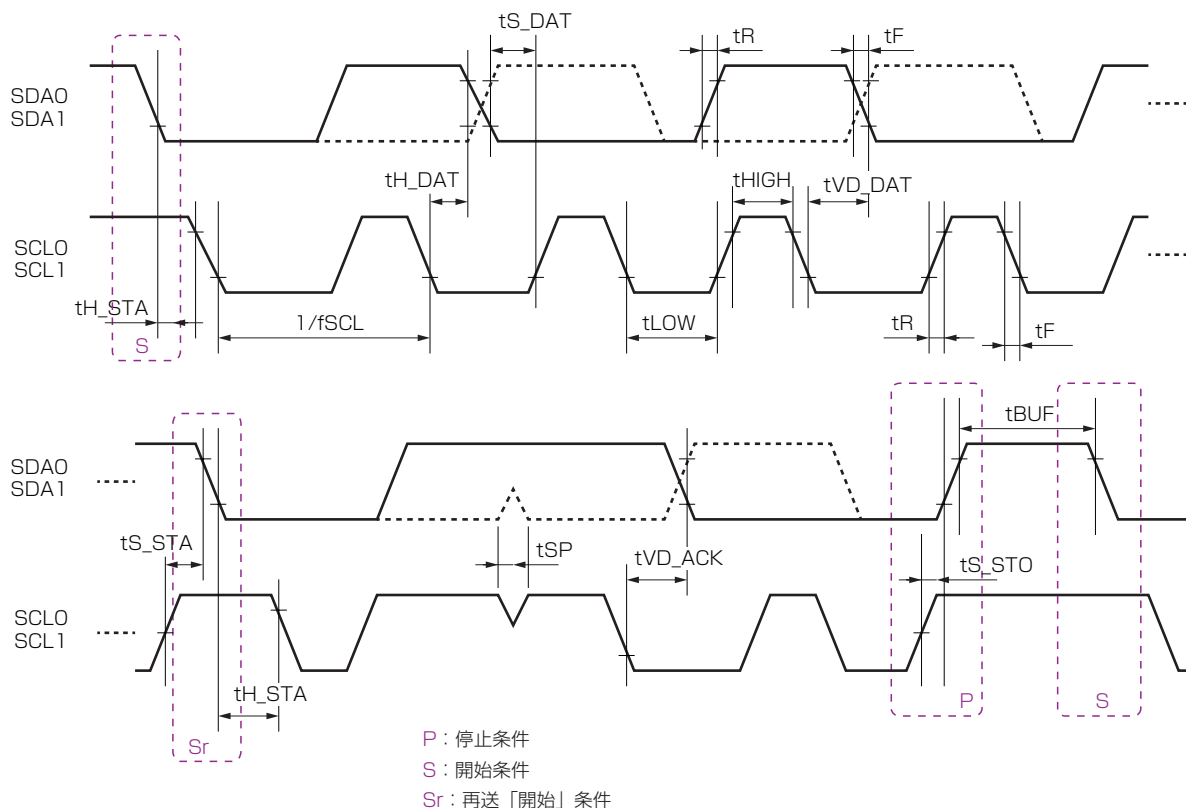 tS_DAT
tR
tF
SDA0
SDA1
tH_DAT
tHIGH
tVD_DAT
SCL0
SCL1
tH_STA
1/fSCL
tLOW
tR
tF
S
tBUF
SDA0
SDA1
tS_STA
tSP
tVD_ACK
tS_STO
SCL0
SCL1
tH_STA
P
S
Sr
P：停止条件
S：開始条件
Sr：再送「開始」条件